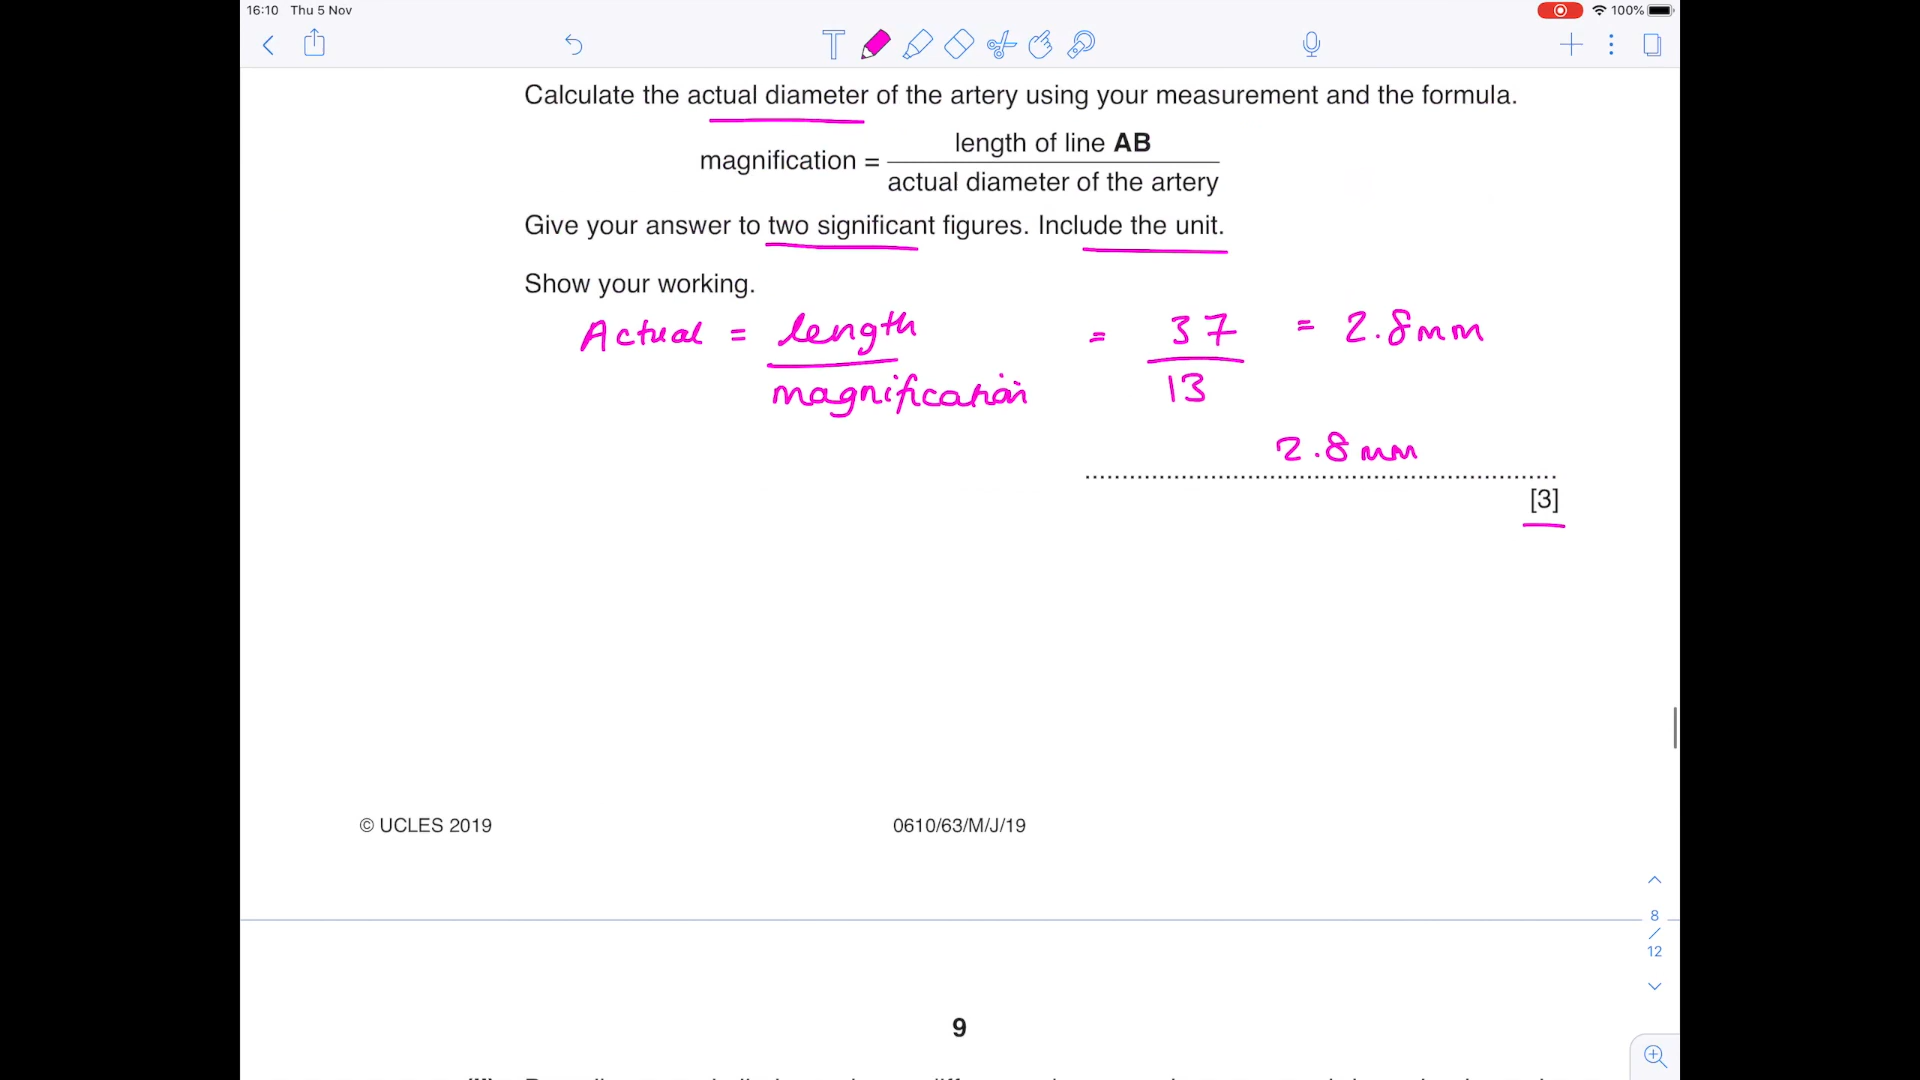 16:10 Thu 5 Nov
100%
Calculate the actual diameter of the artery using your measurement and the formula.
magnification = length of line AB
actual diameter of the artery
Give your answer to two significant figures. Include the unit.
Show your working.
Actual = length = 37 = 2.8mm
magnification 13
2.8mm
[3]
© UCLES 2019 0610/63/M/J/19
8
/
12
9